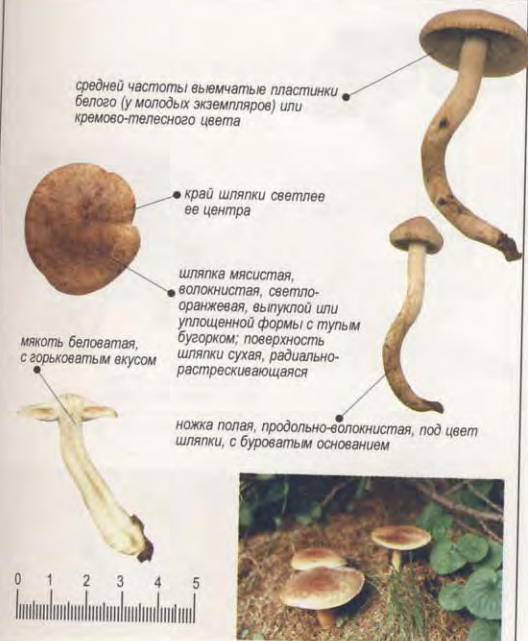 средней частоты выемчатые пластинки
белого (у молодых экземпляров) или
кремово-телесного цвета
край шляпки светлее
ее центра
шляпка мясистая,
волокнистая, светло-
оранжевая, выпуклой или
уплощенной формы с тупым
бугорком; поверхность
шляпки сухая, радиально-
растрескивающаяся
мякоть беловатая,
с горьковатым вкусом
ножка полая, продольно-волокнистая, под цвет
шляпки, с буроватым основанием
0 1 2 3 4 5